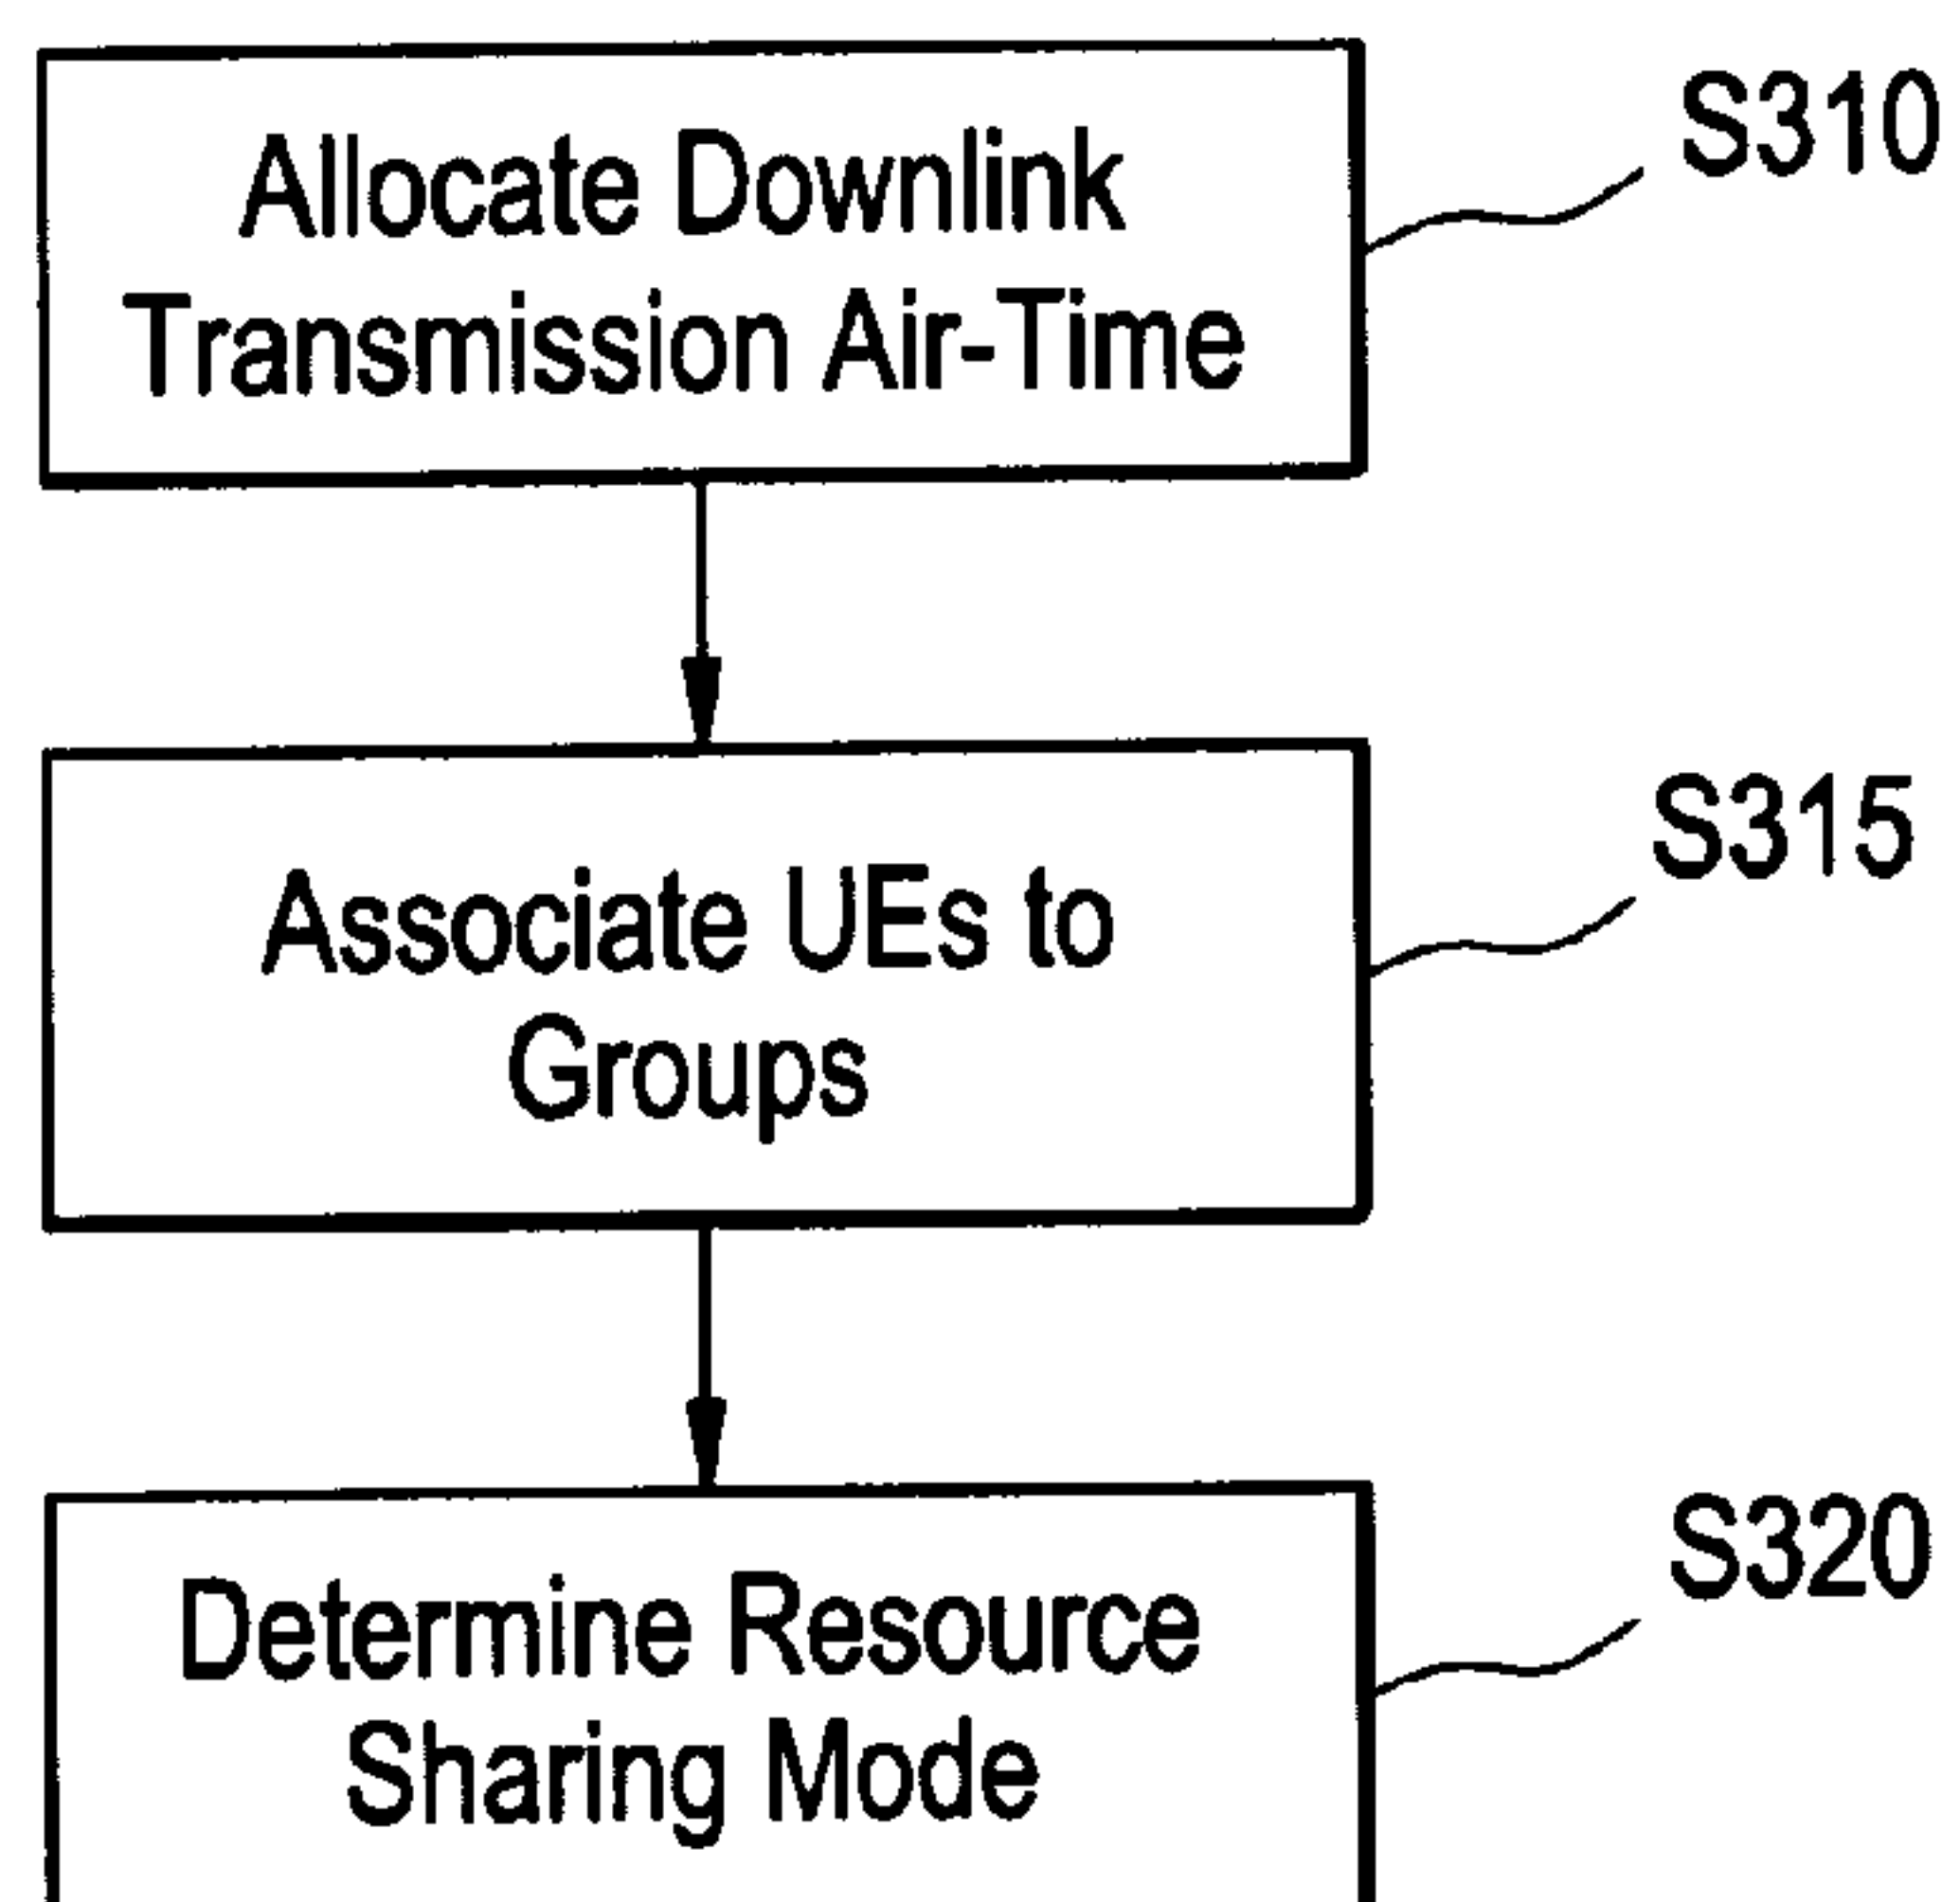 Allocate Downlink
Transmission Air-Time
S310
Associate UEs to
Groups
S315
Determine Resource
Sharing Mode
S320